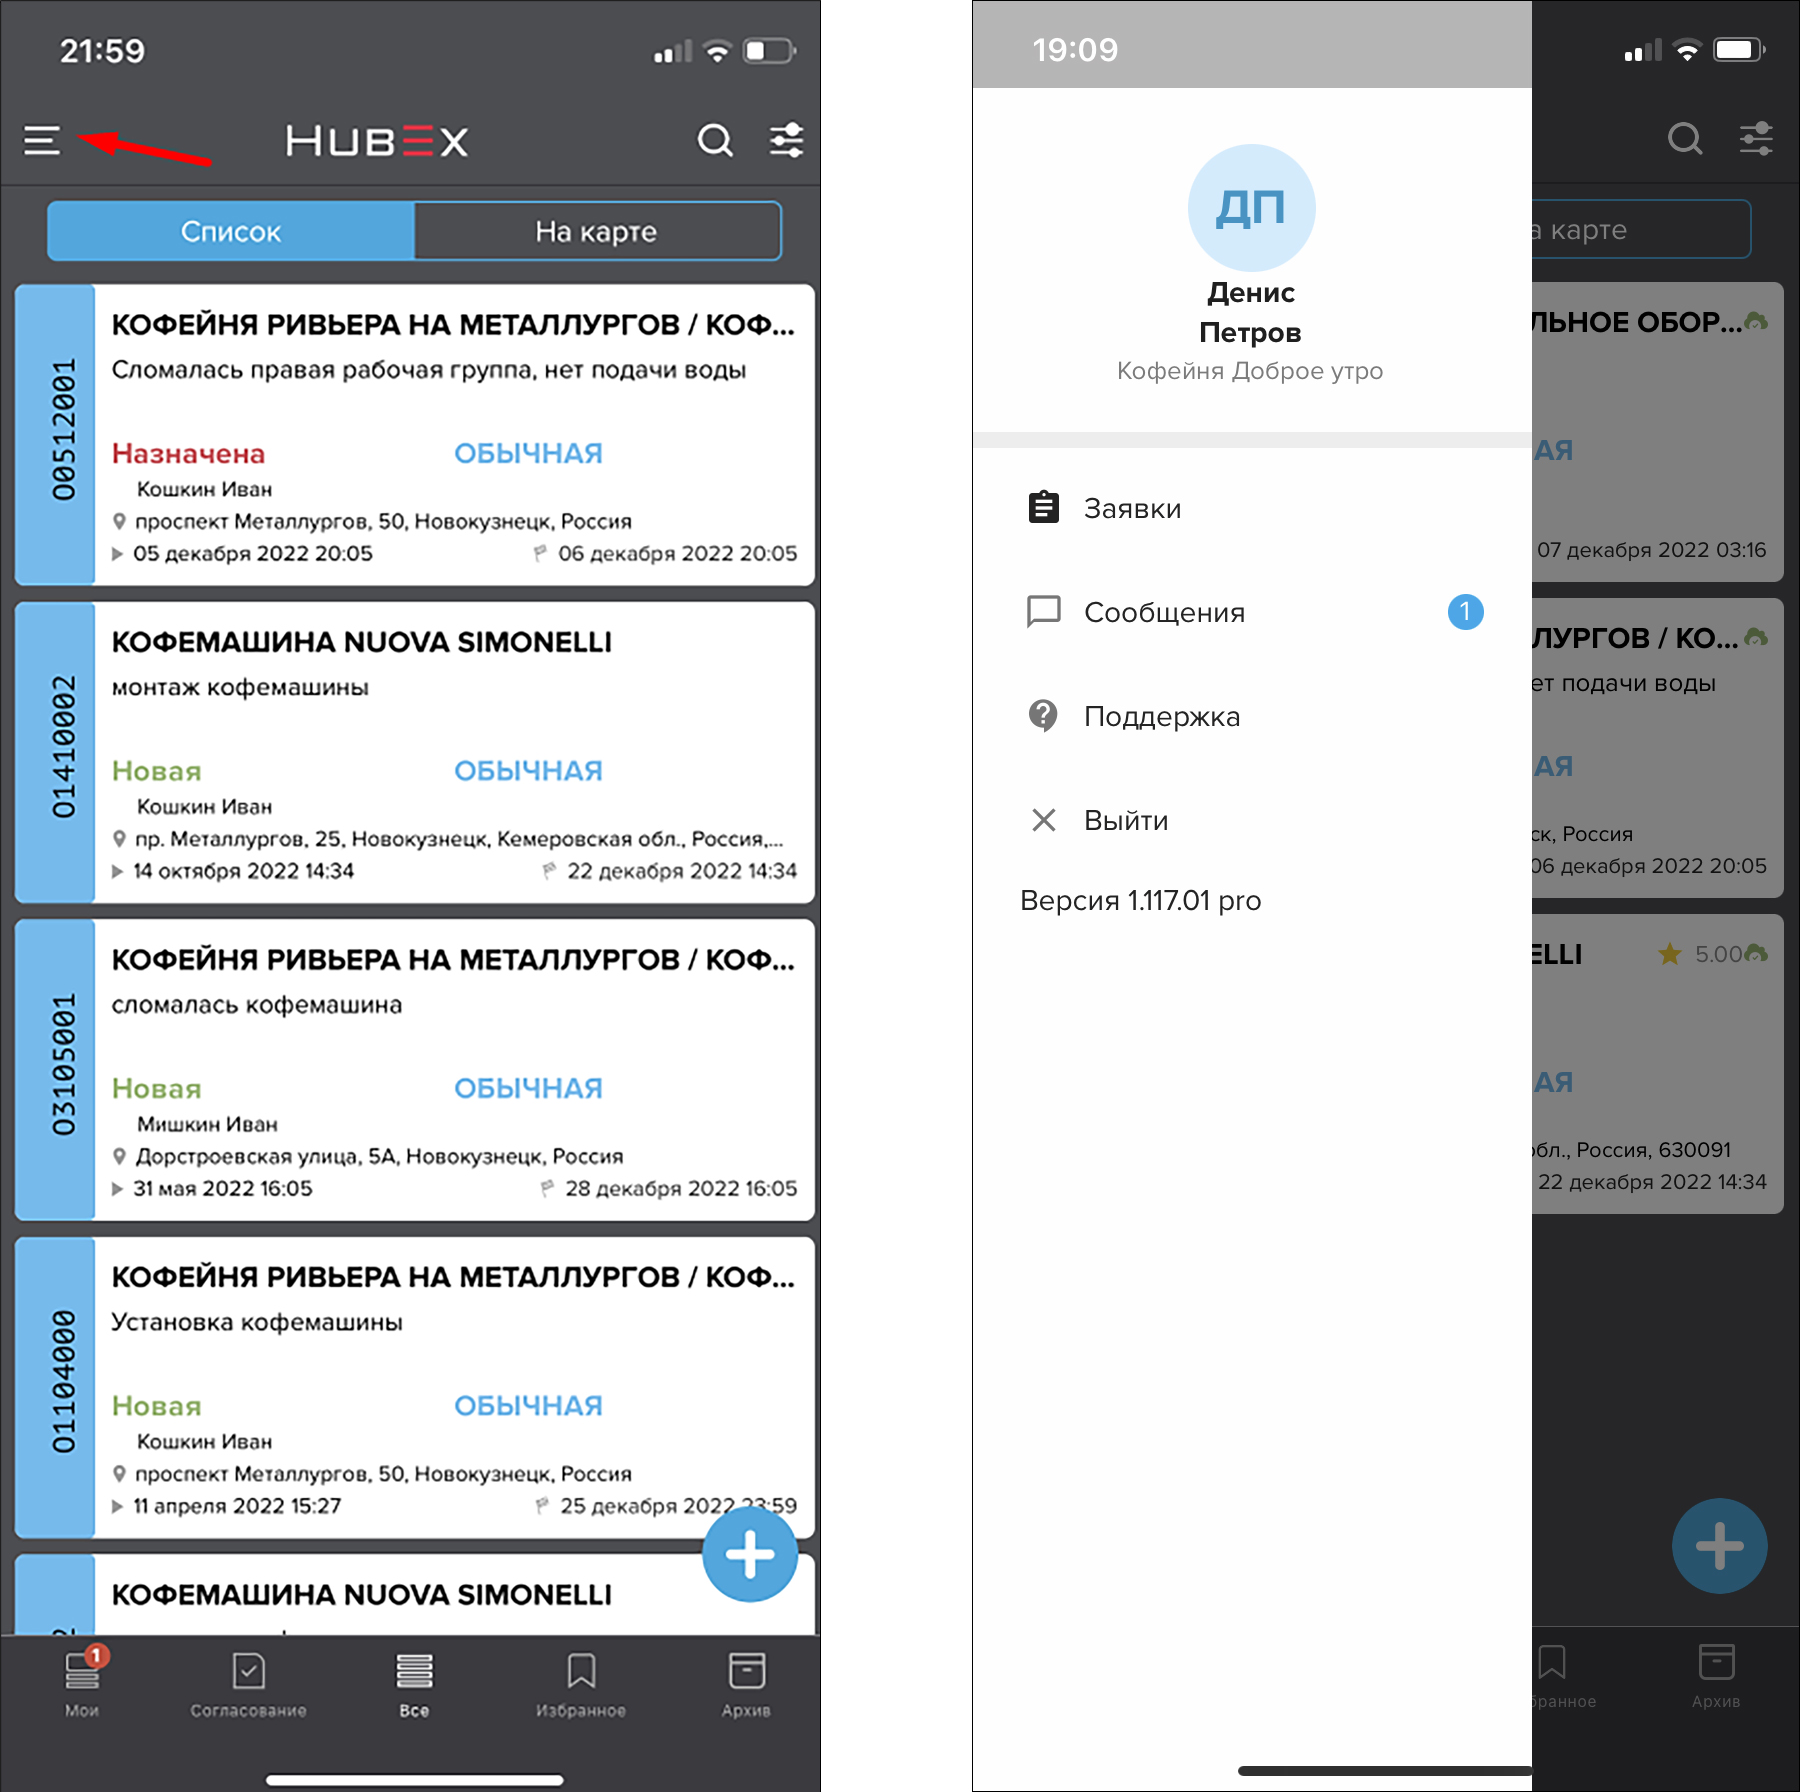 21:59
HUBEX
Список
На карте
00512001
КОФЕЙНЯ РИВЬЕРА НА МЕТАЛЛУРГОВ / КОФ...
Сломалась правая рабочая группа, нет подачи воды
Назначена
ОБЫЧНАЯ
Кошкин Иван
проспект Металлургов, 50, Новокузнецк, Россия
05 декабря 2022 20:05
06 декабря 2022 20:05
01410002
КОФЕМАШИНА NUOVA SIMONELLI
монтаж кофемашины
Новая
ОБЫЧНАЯ
Кошкин Иван
пр. Металлургов, 25, Новокузнецк, Кемеровская обл., Россия,...
14 октября 2022 14:34
22 декабря 2022 14:34
03105001
КОФЕЙНЯ РИВЬЕРА НА МЕТАЛЛУРГОВ / КОФ...
сломалась кофемашина
Новая
ОБЫЧНАЯ
Мишкин Иван
Дорстроевская улица, 5А, Новокузнецк, Россия
31 мая 2022 16:05
28 декабря 2022 16:05
01104000
КОФЕЙНЯ РИВЬЕРА НА МЕТАЛЛУРГОВ / КОФ...
Установка кофемашины
Новая
ОБЫЧНАЯ
Кошкин Иван
проспект Металлургов, 50, Новокузнецк, Россия
11 апреля 2022 15:27
25 декабря 2022 23:59
КОФЕМАШИНА NUOVA SIMONELLI
1
Мои
Согласование
Все
Избранное
Архив
19:09
ДП
Денис
Петров
Кофейня Доброе утро
Заявки
Сообщения
1
Поддержка
Выйти
Версия 1.117.01 pro
а карте
ЛЬНОЕ ОБОР...
АЯ
07 декабря 2022 03:16
ЛУРГОВ / КО...
ет подачи воды
АЯ
ск, Россия
06 декабря 2022 20:05
ELLI
5.00
АЯ
обл., Россия, 630091
22 декабря 2022 14:34
бранное
Архив